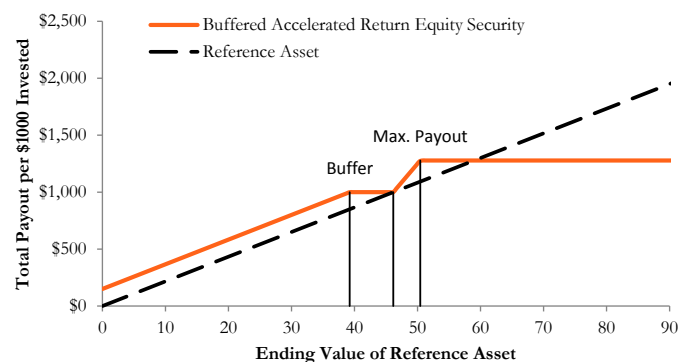 $2,500
Buffered Accelerated Return Equity Security
Reference Asset
$2,000
$1,500
Max. Payout
Buffer
$1,000
$500
$0
0 10 20 30 40 50 60 70 80 90
Total Payout per $1000 Invested
Ending Value of Reference Asset